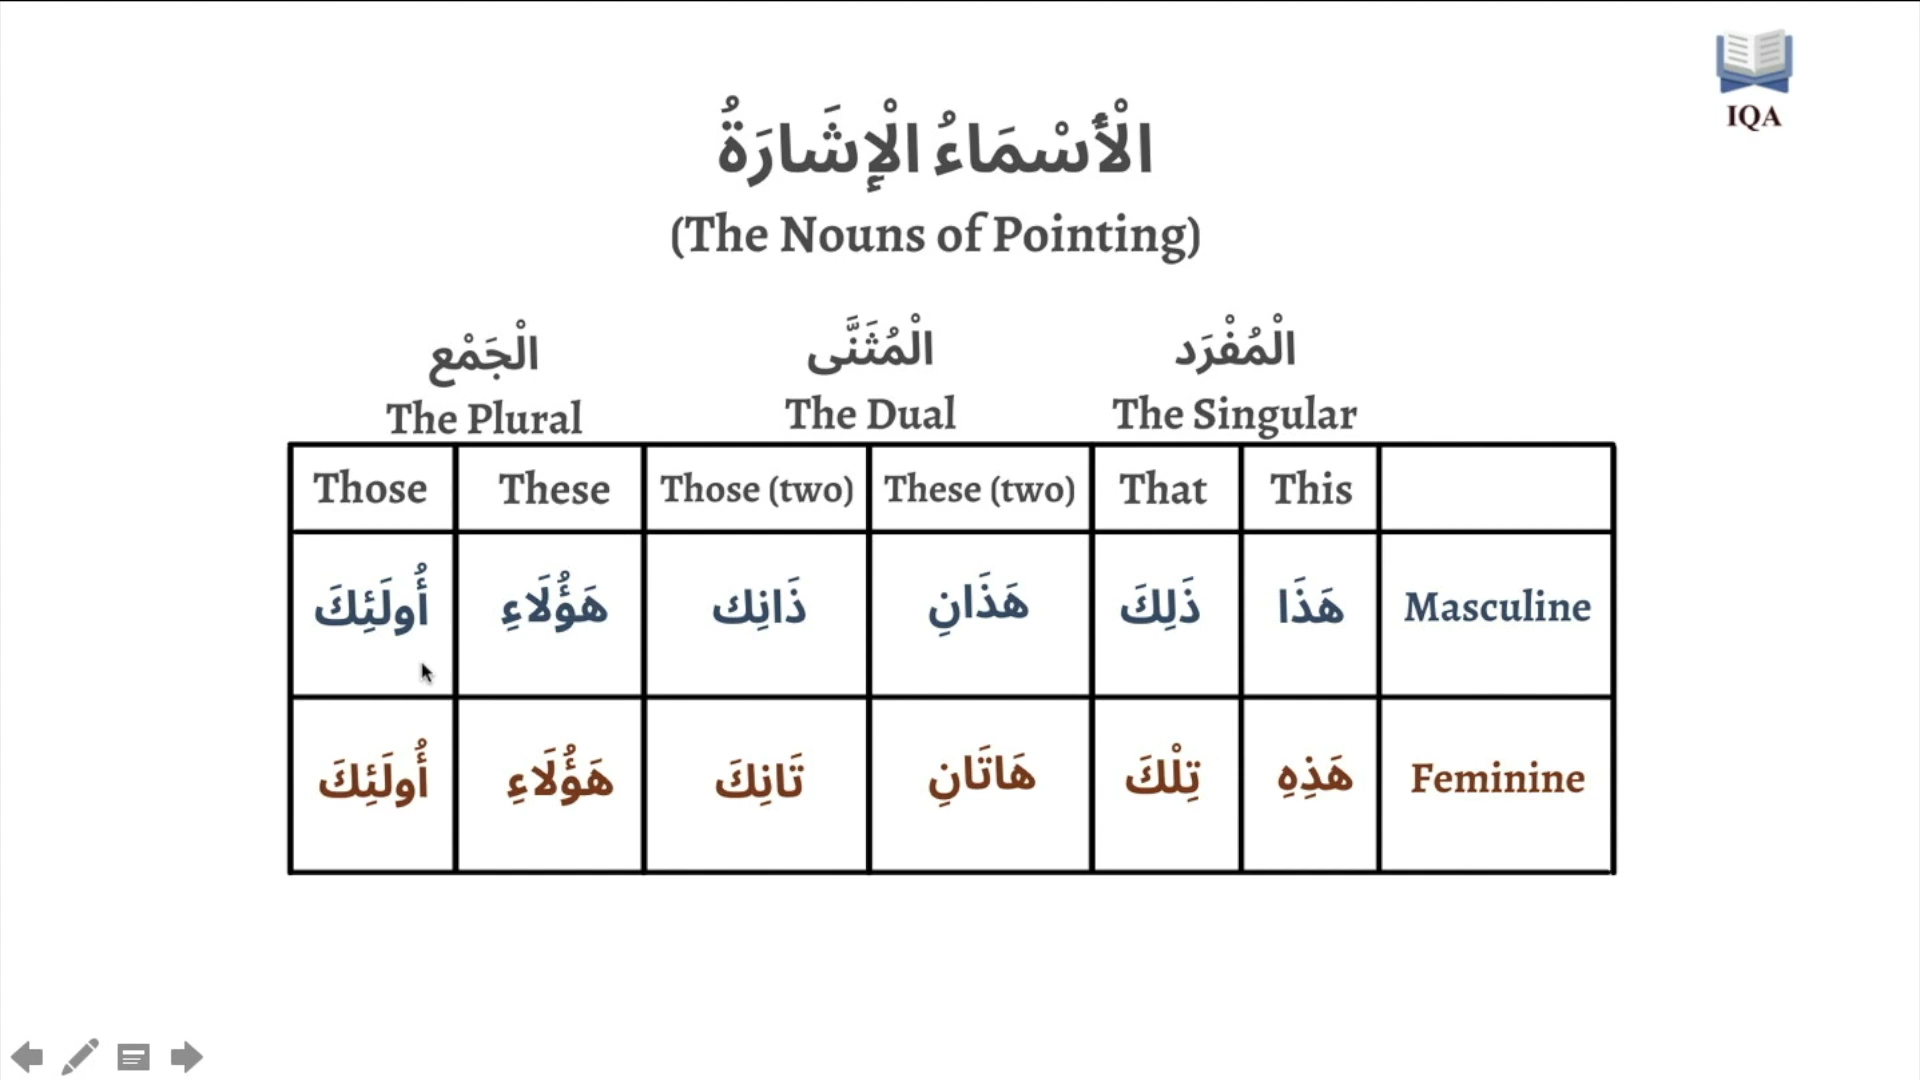 IQA
الْأَسْمَاءُ الْإِشَارَةُ
(The Nouns of Pointing)
الْجَمْع الْمُثَنَّى الْمُفْرَد
The Plural The Dual The Singular
Those These Those (two) These (two) That This
أُولَئِكَ هَؤُلَاءِ ذَانِك هَذَانِ ذَلِكَ هَذَا Masculine
أُولَئِكَ هَؤُلَاءِ تَانِكَ هَاتَانِ تِلْكَ هَذِهِ Feminine